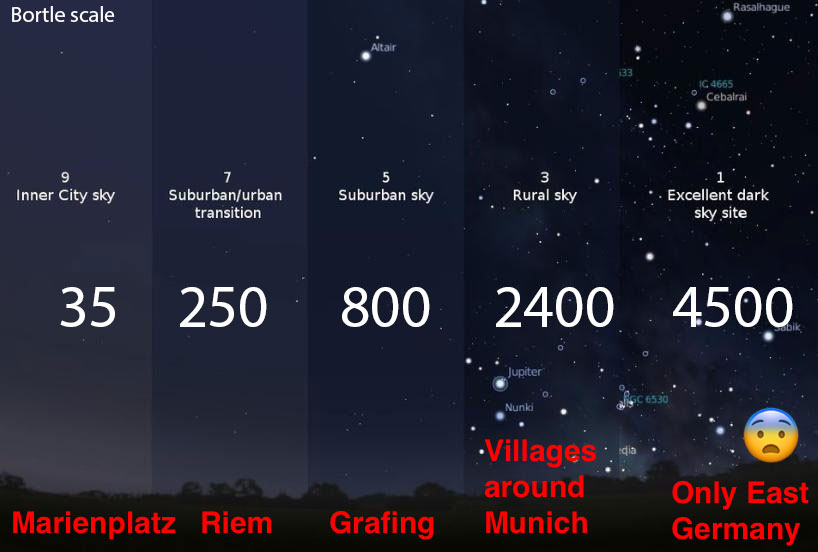 Bortle scale
Rasalhague
Altair
IC 4665
Cebalrai
9
Inner City sky
7
Suburban/urban
transition
5
Suburban sky
3
Rural sky
1
Excellent dark
sky site
35
250
800
2400
4500
Sabik
Jupiter
Nunki
NGC 6530
Villages
around
Munich
Only East
Germany
Marienplatz
Riem
Grafing